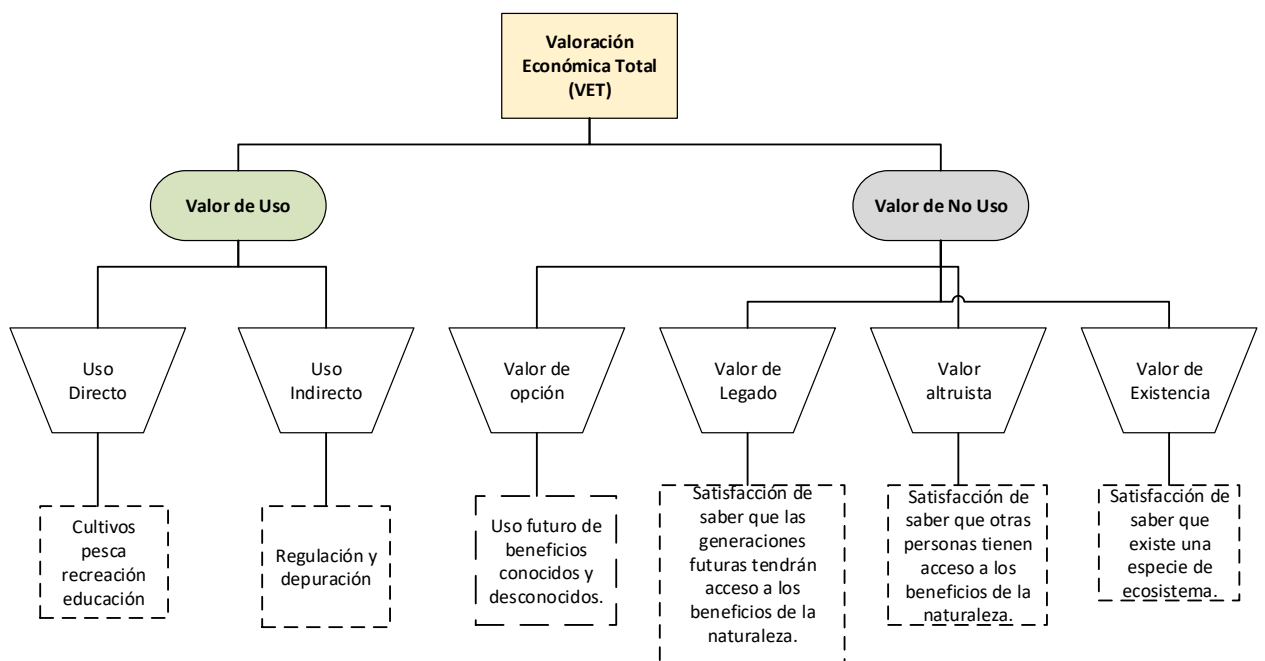 Valoración
Económica Total
(VET)
Valor de Uso
Valor de No Uso
Uso
Directo
Uso
Indirecto
Valor de
opción
Valor de
Legado
Valor
altruista
Valor de
Existencia
Cultivos
pesca
recreación
educación
Regulación y
depuración
Uso futuro de
beneficios
conocidos y
desconocidos.
Satisfacción de
saber que las
generaciones
futuras tendrán
acceso a los
beneficios de la
naturaleza.
Satisfacción de
saber que otras
personas tienen
acceso a los
beneficios de la
naturaleza.
Satisfacción de
saber que
existe una
especie de
ecosistema.